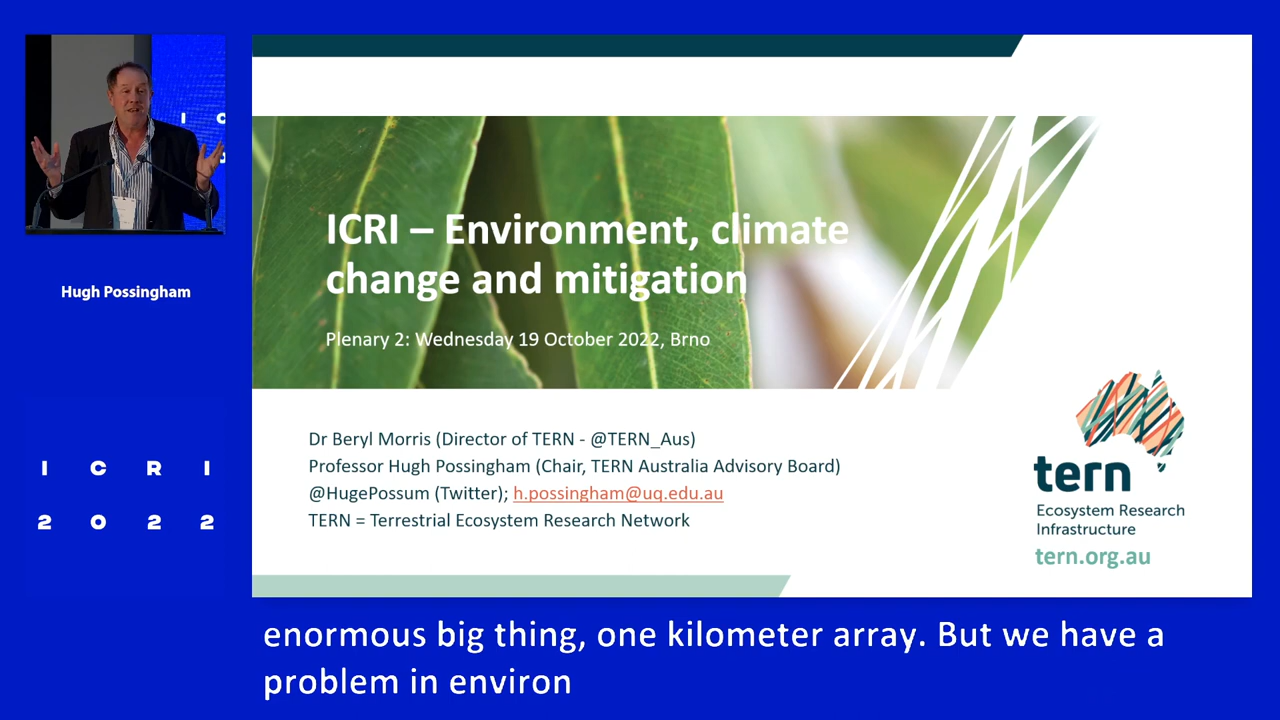 I C
Hugh Possingham
I C R I
2 0 2 2
ICRI – Environment, climate
change and mitigation
Plenary 2: Wednesday 19 October 2022, Brno
Dr Beryl Morris (Director of TERN - @TERN_Aus)
Professor Hugh Possingham (Chair, TERN Australia Advisory Board)
@HugePossum (Twitter); h.possingham@uq.edu.au
TERN = Terrestrial Ecosystem Research Network
tern
Ecosystem Research
Infrastructure
tern.org.au
enormous big thing, one kilometer array. But we have a
problem in environ